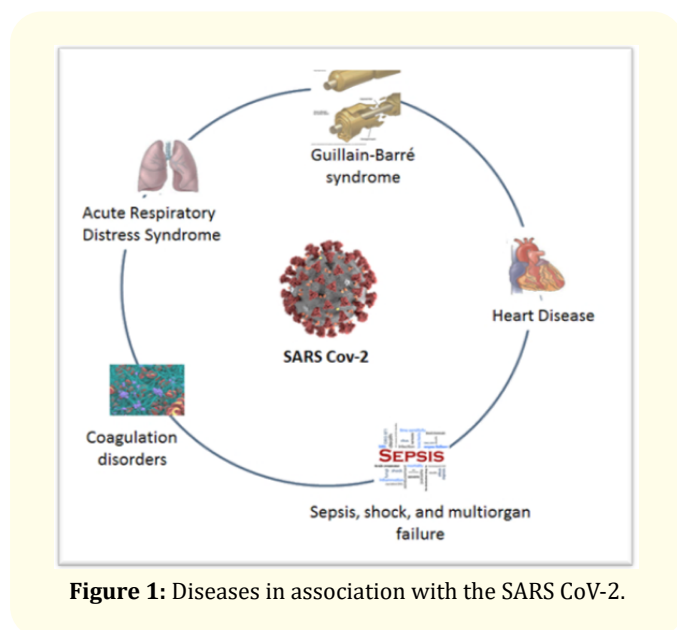 Guillain-Barré
syndrome
Acute Respiratory
Distress Syndrome
Heart Disease
SARS Cov-2
Coagulation
disorders
SEPSIS
Sepsis, shock, and multiorgan
failure
Figure 1: Diseases in association with the SARS CoV-2.